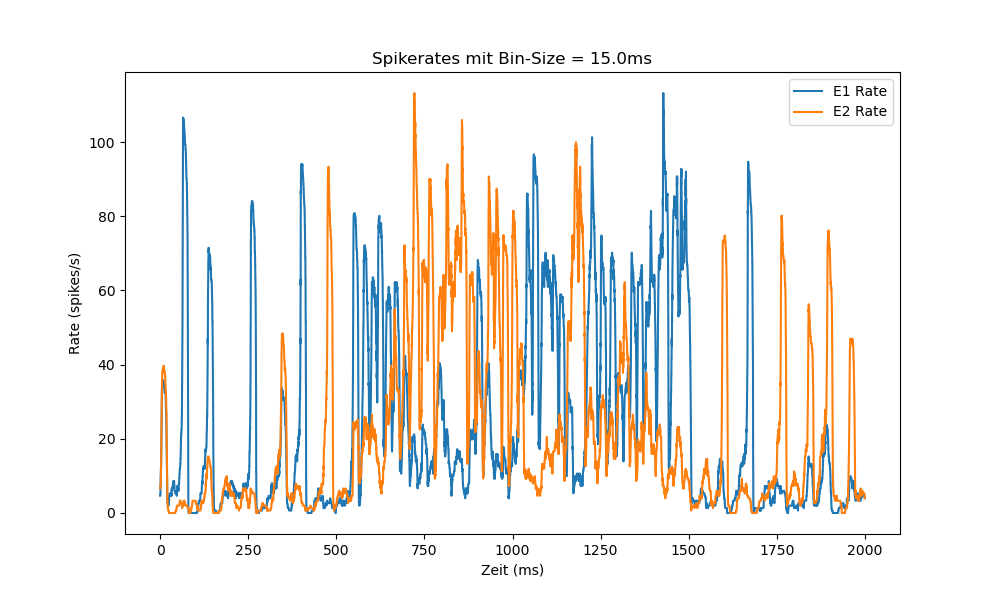 Spikerates mit Bin-Size = 15.0ms
E1 Rate
E2 Rate
Rate (spikes/s)
100
80
60
40
20
0
0 250 500 750 1000 1250 1500 1750 2000
Zeit (ms)